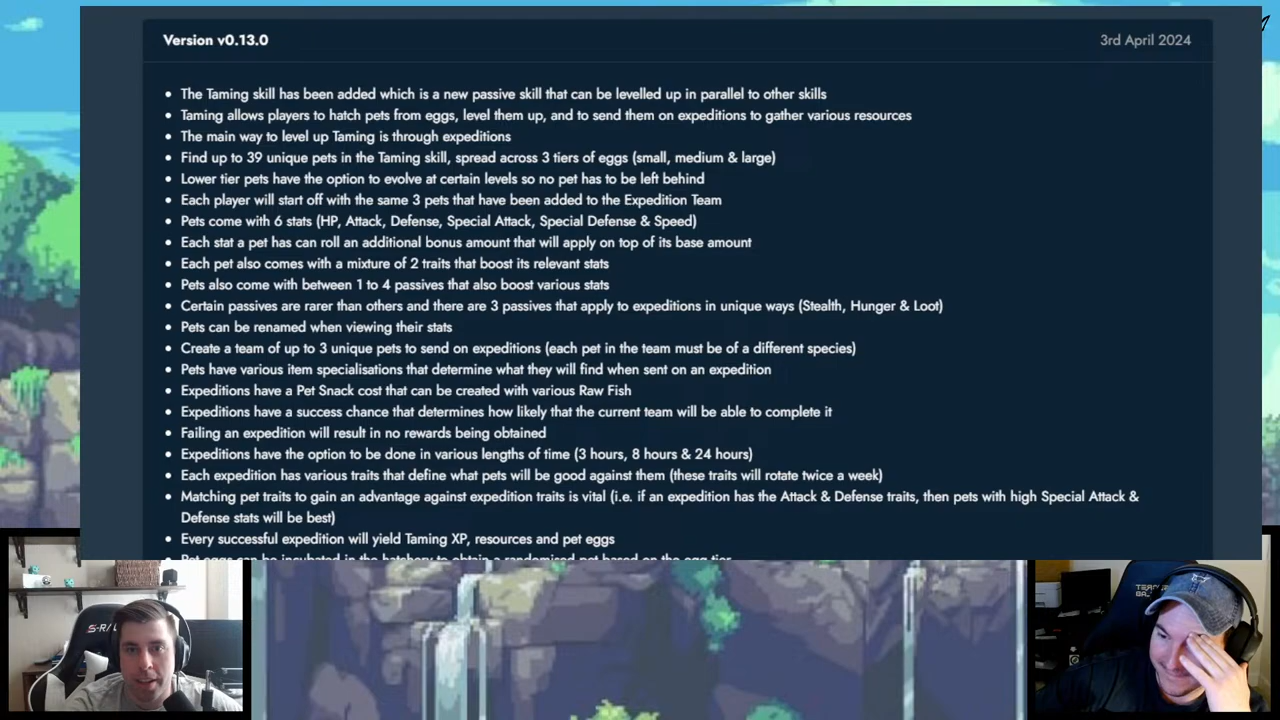 Version v0.13.0
3rd April 2024
The Taming skill has been added which is a new passive skill that can be levelled up in parallel to other skills
Taming allows players to hatch pets from eggs, level them up, and to send them on expeditions to gather various resources
The main way to level up Taming is through expeditions
Find up to 39 unique pets in the Taming skill, spread across 3 tiers of eggs (small, medium & large)
Lower tier pets have the option to evolve at certain levels so no pet has to be left behind
Each player will start off with the same 3 pets that have been added to the Expedition Team
Pets come with 6 stats (HP, Attack, Defense, Special Attack, Special Defense & Speed)
Each stat a pet has can roll an additional bonus amount that will apply on top of its base amount
Each pet also comes with a mixture of 2 traits that boost its relevant stats
Pets also come with between 1 to 4 passives that also boost various stats
Certain passives are rarer than others and there are 3 passives that apply to expeditions in unique ways (Stealth, Hunger & Loot)
Pets can be renamed when viewing their stats
Create a team of up to 3 unique pets to send on expeditions (each pet in the team must be of a different species)
Pets have various item specialisations that determine what they will find when sent on an expedition
Expeditions have a Pet Snack cost that can be created with various Raw Fish
Expeditions have a success chance that determines how likely that the current team will be able to complete it
Failing an expedition will result in no rewards being obtained
Expeditions have the option to be done in various lengths of time (3 hours, 8 hours & 24 hours)
Each expedition has various traits that define what pets will be good against them (these traits will rotate twice a week)
Matching pet traits to gain an advantage against expedition traits is vital (i.e. if an expedition has the Attack & Defense traits, then pets with high Special Attack &
Defense stats will be best)
Every successful expedition will yield Taming XP, resources and pet eggs
Pet eggs can be incubated in the hatchery to obtain a randomised pet based on the egg tier